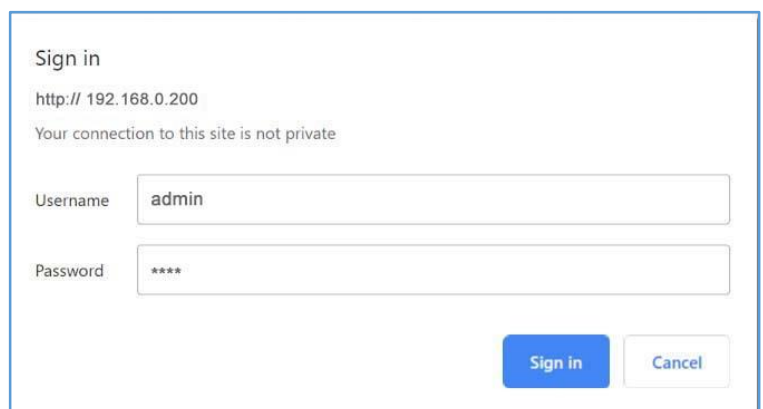 Sign in
http:// 192.168.0.200
Your connection to this site is not private
Username admin
Password ****
Sign in Cancel